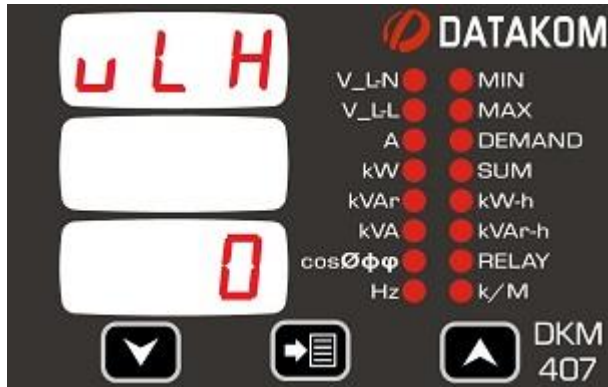 uLH
DATAKOM
V_L-N MIN
V_L-L MAX
A DEMAND
kW SUM
kVAr kW-h
kVA kVAr-h
cosØφφ RELAY
Hz k/M
0
DKM
407